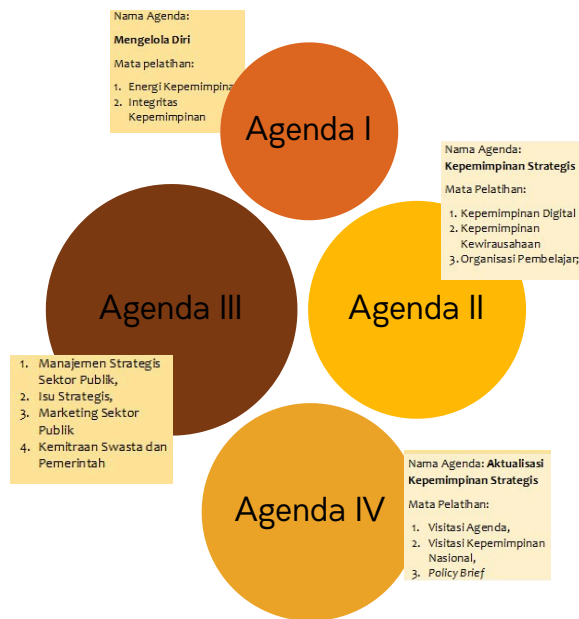 Nama Agenda:
Mengelola Diri
Mata pelatihan:
1. Energi Kepemimpina
2. Integritas
Kepemimpinan
Agenda I
Nama Agenda:
Kepemimpinan Strategis
Mata Pelatihan:
1. Kepemimpinan Digital
2. Kepemimpinan
Kewirausahaan
3. Organisasi Pembelajar;
Agenda III
Agenda II
1. Manajemen Strategis
Sektor Publik,
2. Isu Strategis,
3. Marketing Sektor
Publik
4. Kemitraan Swasta dan
Pemerintah
Agenda IV
Nama Agenda: Aktualisasi
Kepemimpinan Strategis
Mata Pelatihan:
1. Visitasi Agenda,
2. Visitasi Kepemimpinan
Nasional,
3. Policy Brief